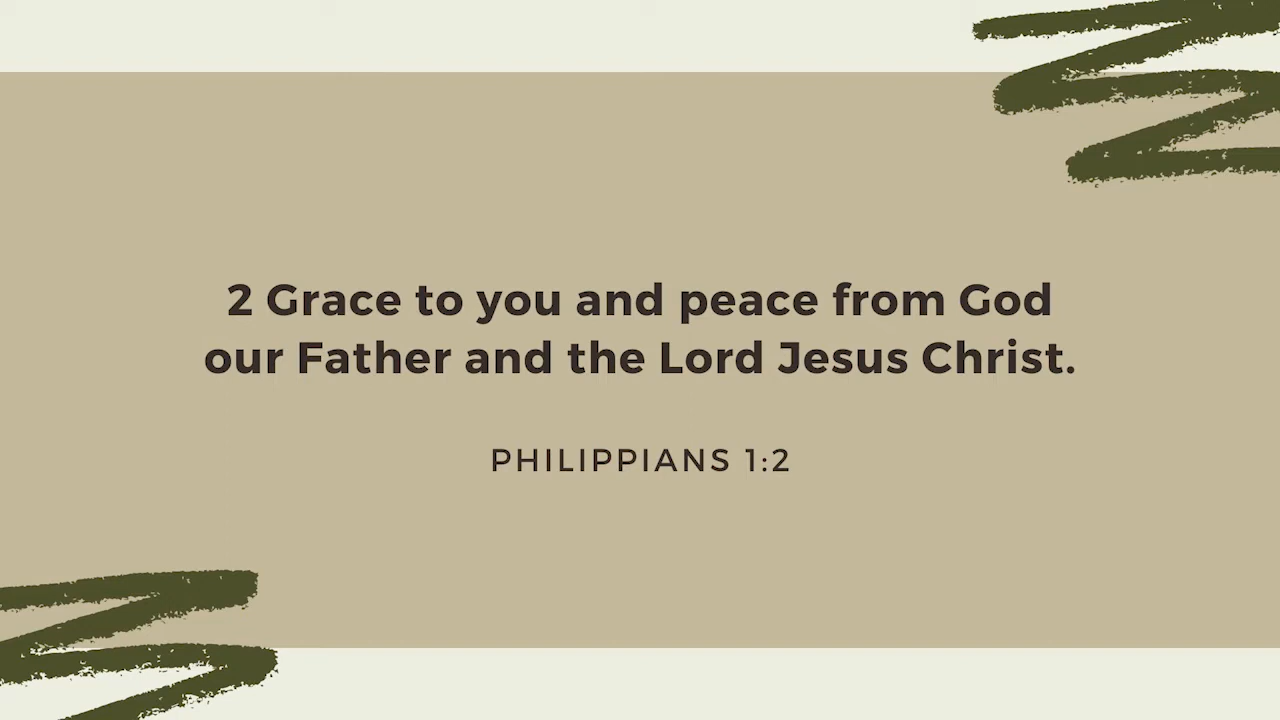 2 Grace to you and peace from God
our Father and the Lord Jesus Christ.
PHILIPPIANS 1:2